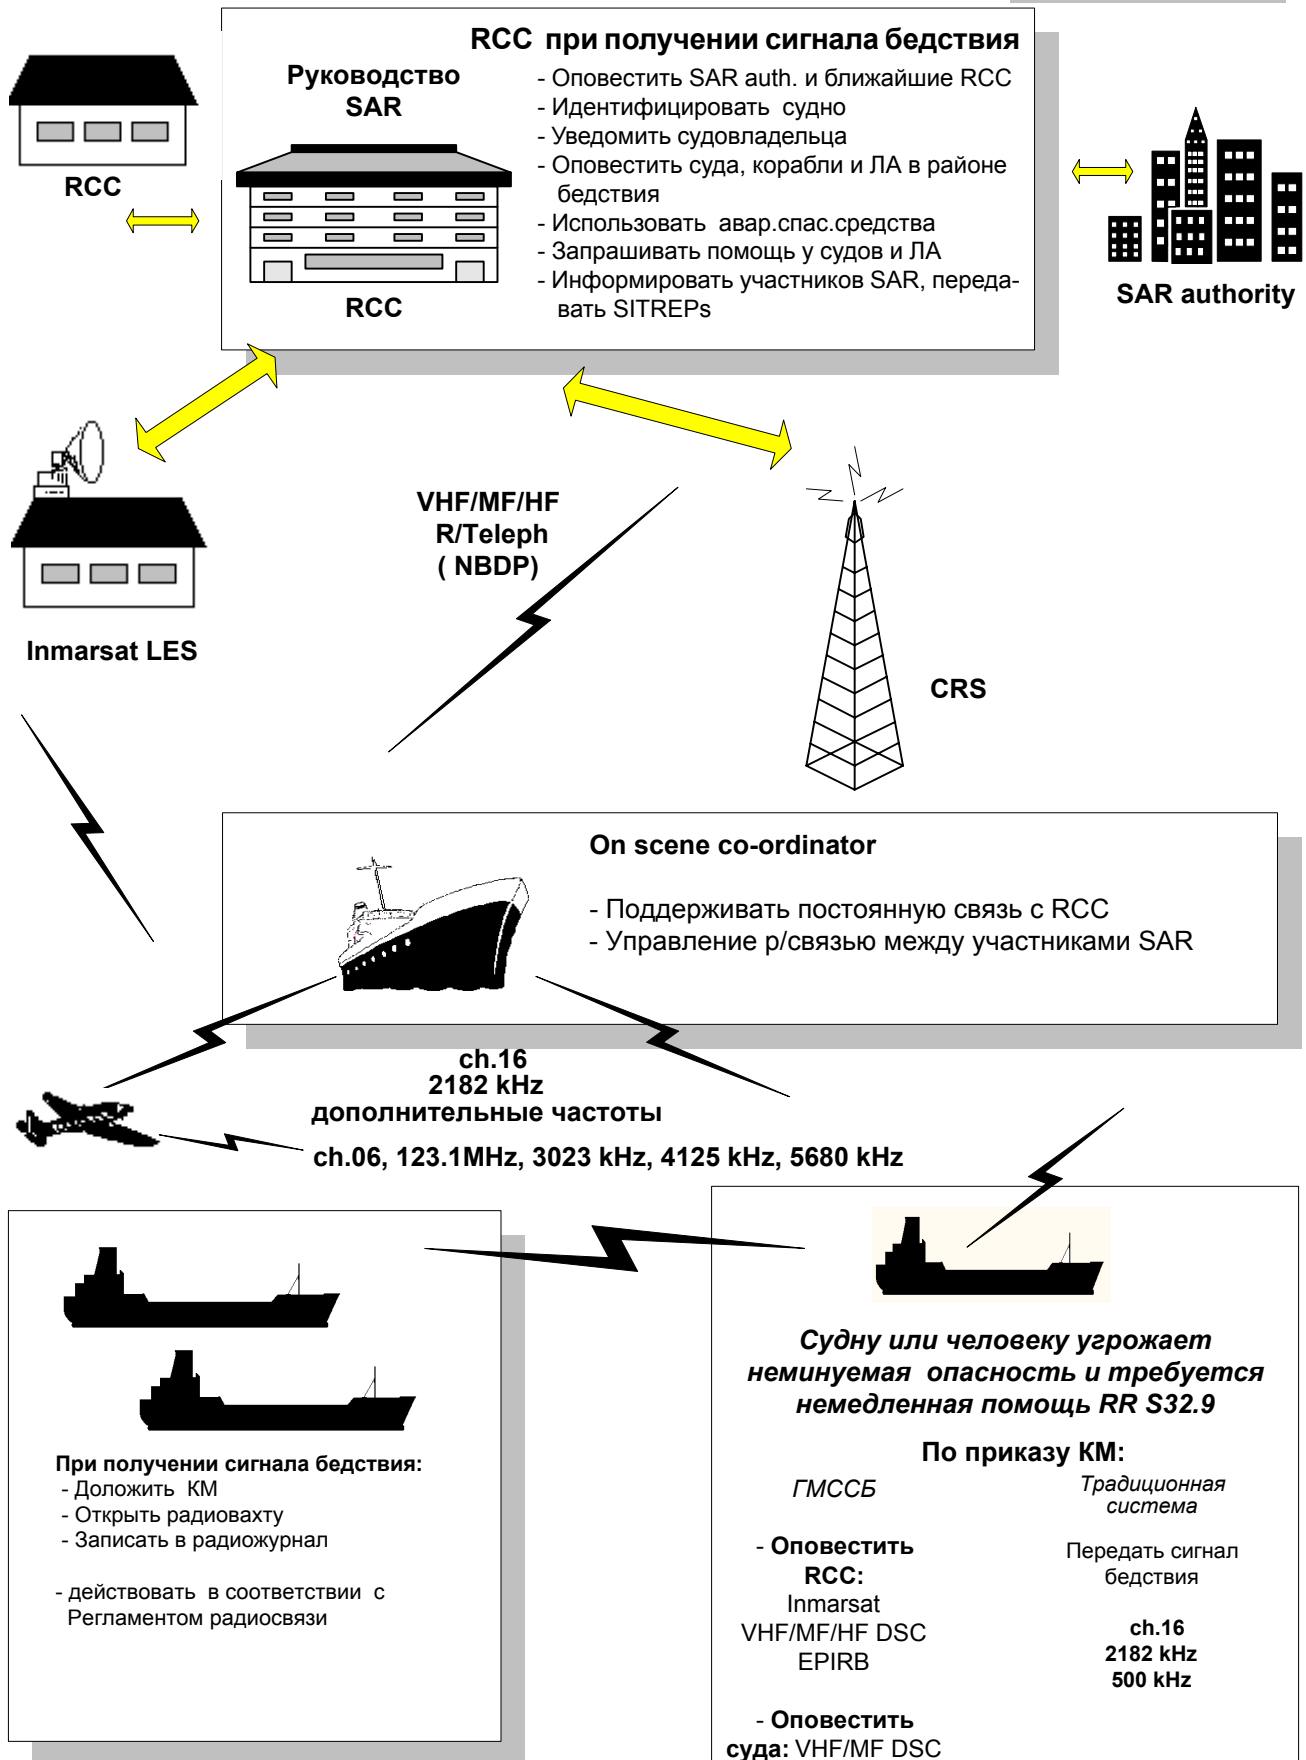 RCC при получении сигнала бедствия
Руководство
SAR
RCC
- Оповестить SAR auth. и ближайшие RCC
- Идентифицировать судно
- Уведомить судовладельца
- Оповестить суда, корабли и ЛА в районе
бедствия
- Использовать авар.спас.средства
- Запрашивать помощь у судов и ЛА
- Информировать участников SAR, переда-
вать SITREPs
RCC
SAR authority
VHF/MF/HF
R/Teleph
( NBDP)
Inmarsat LES
CRS
On scene co-ordinator
- Поддерживать постоянную связь с RCC
- Управление р/связью между участниками SAR
ch.16
2182 kHz
дополнительные частоты
ch.06, 123.1MHz, 3023 kHz, 4125 kHz, 5680 kHz
При получении сигнала бедствия:
- Доложить КМ
- Открыть радиовахту
- Записать в радиожурнал
- действовать в соответствии с
Регламентом радиосвязи
Судну или человеку угрожает
неминуемая опасность и требуется
немедленная помощь RR S32.9
По приказу КМ:
ГМССБ
- Оповестить
RCC:
Inmarsat
VHF/MF/HF DSC
EPIRB
- Оповестить
суда: VHF/MF DSC
Традиционная
система
Передать сигнал
бедствия
ch.16
2182 kHz
500 kHz